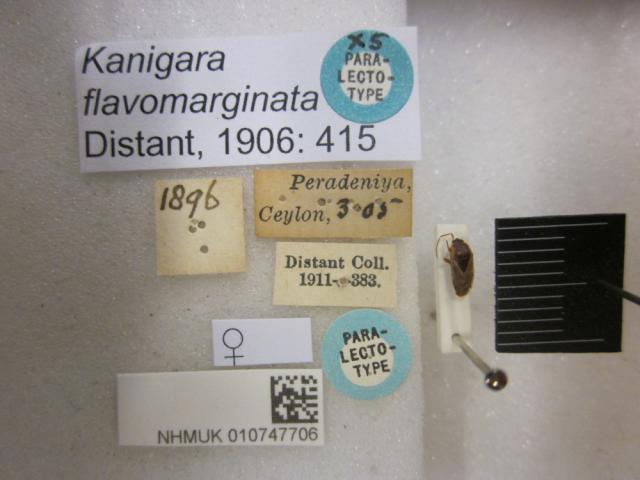 Kanigara
flavomarginata
Distant, 1906: 415
X5
PARA-
LECTO-
TYPE
1896
Peradeniya,
Ceylon, 3·05
Distant Coll.
1911-383.
♀
PARA-
LECTO-
TYPE
NHMUK 010747706